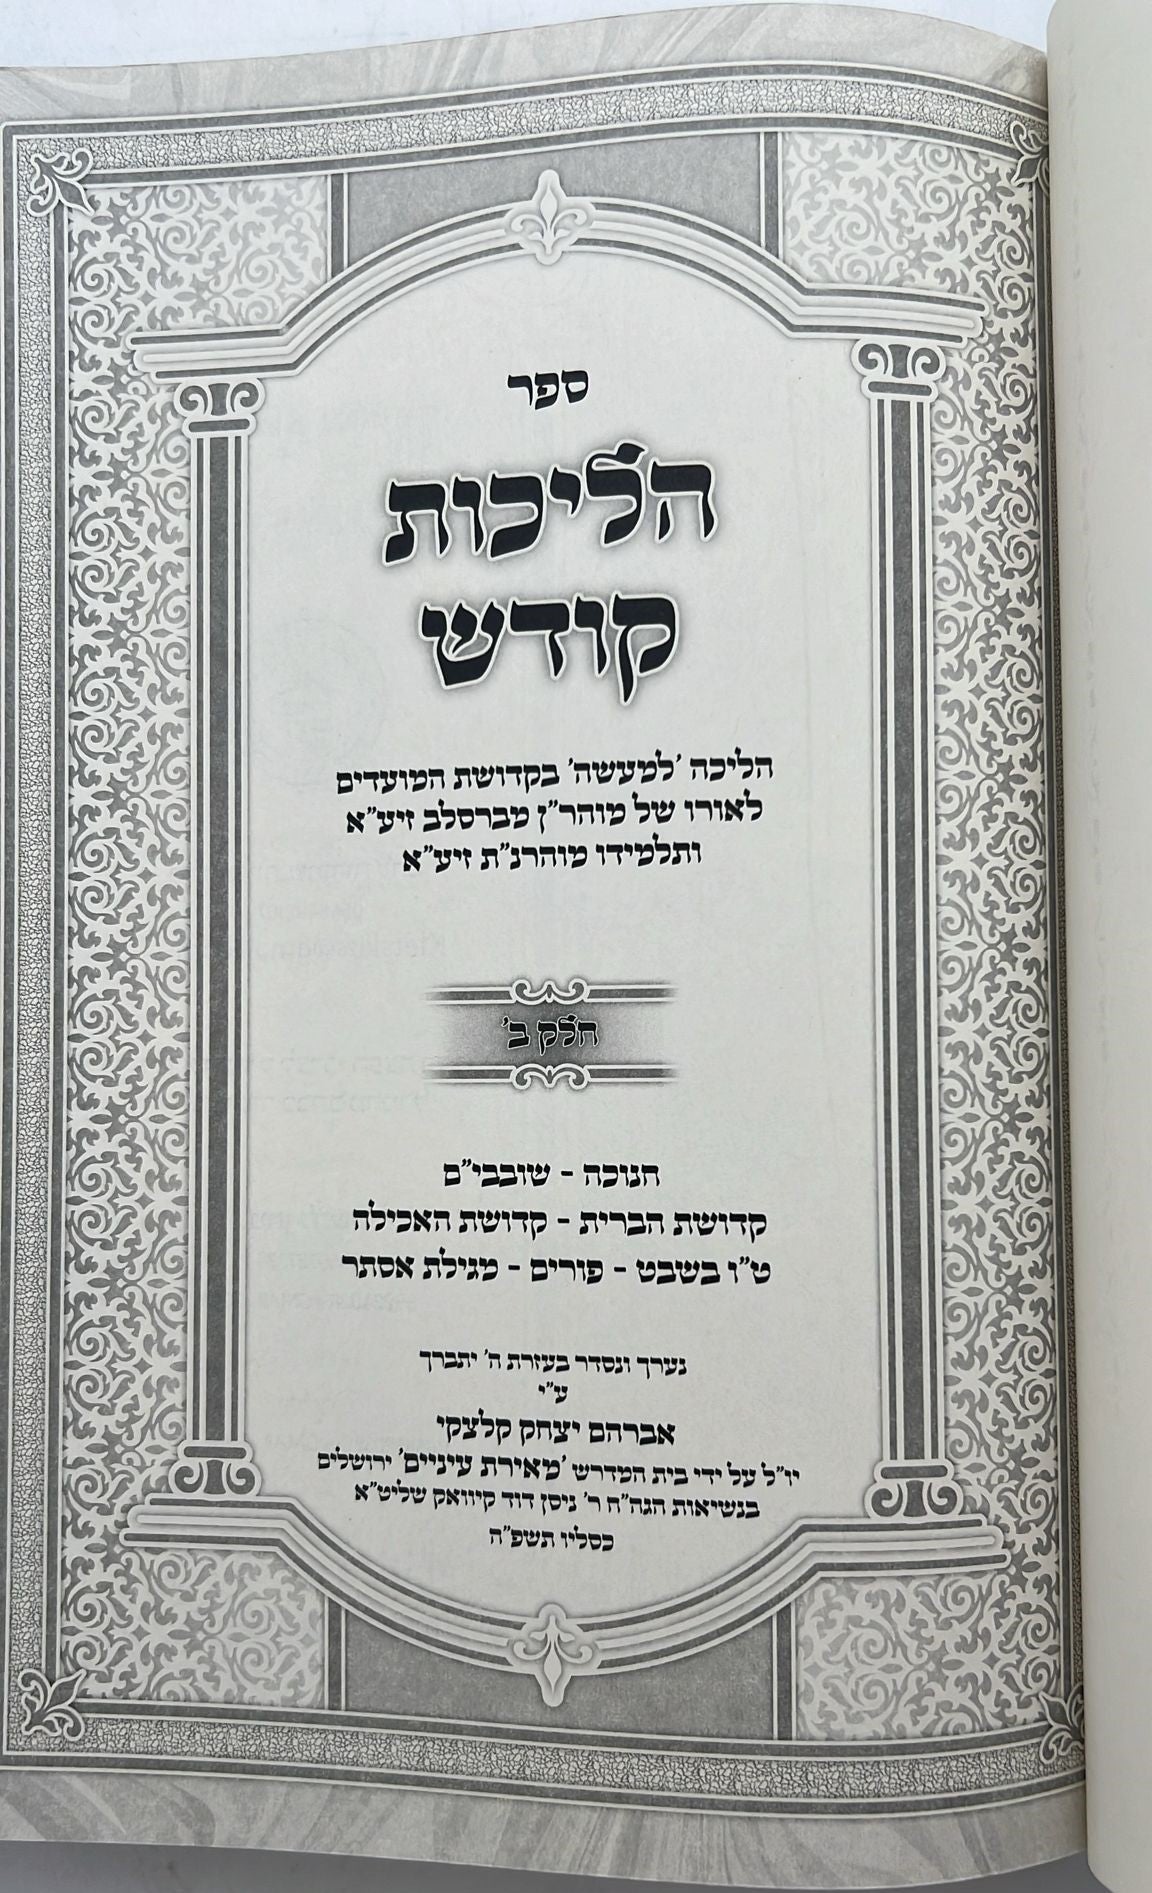 ספר
הליכות
קודש
הליכה 'למעשה' בקדושת המועדים
לאורו של מוהר"ן מברסלב זיע"א
ותלמידו מוהרנ"ת זיע"א
חלק ב'
חנוכה - שובבי"ם
קדושת הברית - קדושת האכילה
ט"ו בשבט - פורים - מגילת אסתר
נערך ונסדר בעזרת ה' יתברך
ע"י
אברהם יצחק קלצקי
יו"ל על ידי בית המדרש 'מאירת עיניים' ירושלים
בנשיאות הגה"ח ר' ניסן דוד קיוואק שליט"א
כסליו תשפ"ה